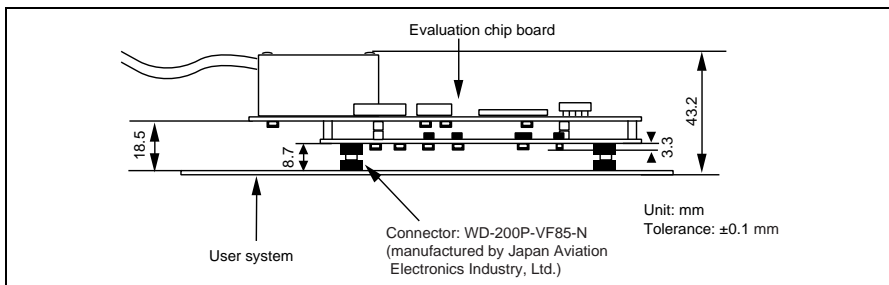 Evaluation chip board
43.2
18.5
8.7
3.3
Unit: mm
Tolerance: ±0.1 mm
Connector: WD-200P-VF85-N
(manufactured by Japan Aviation
Electronics Industry, Ltd.)
User system